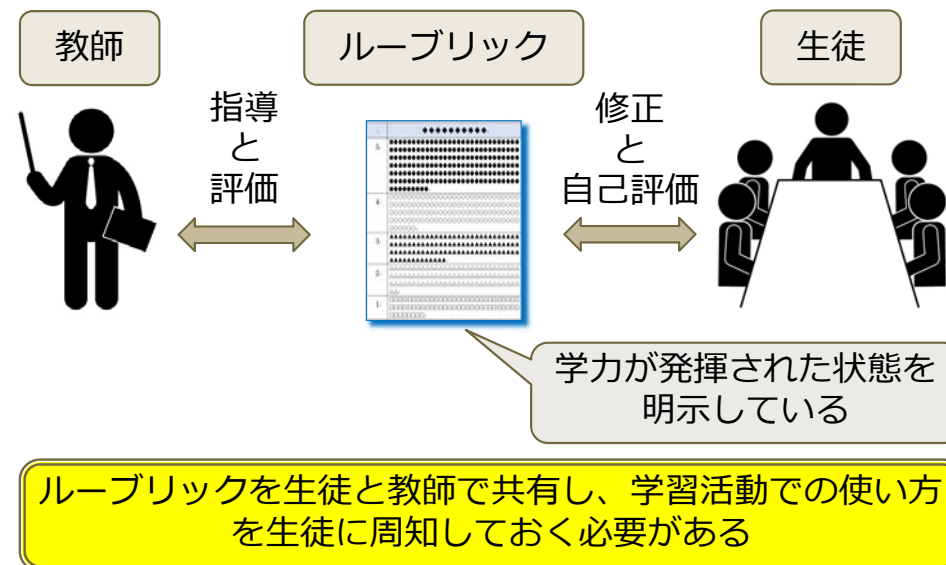 教師
ルーブリック
生徒
指導
と
評価
修正
と
自己評価
学力が発揮された状態を
明示している
ルーブリックを生徒と教師で共有し、学習活動での使い方
を生徒に周知しておく必要がある